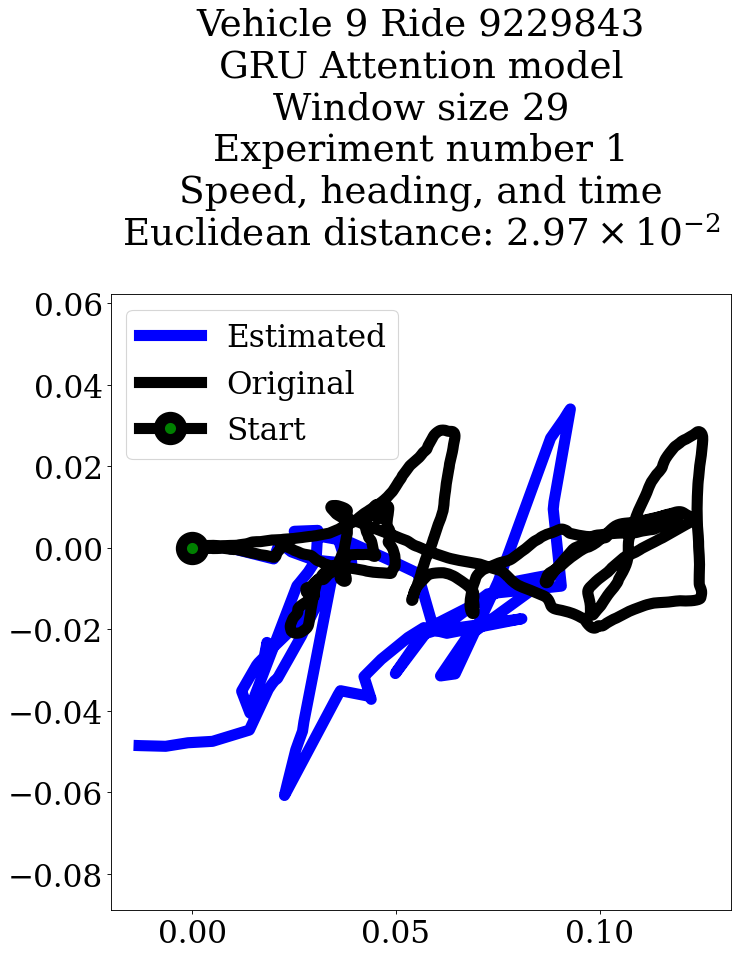 Vehicle 9 Ride 9229843
GRU Attention model
Window size 29
Experiment number 1
Speed, heading, and time
Euclidean distance: 2.97 × 10⁻²
0.06
0.04
0.02
0.00
−0.02
−0.04
−0.06
−0.08
Estimated
Original
Start
0.00 0.05 0.10